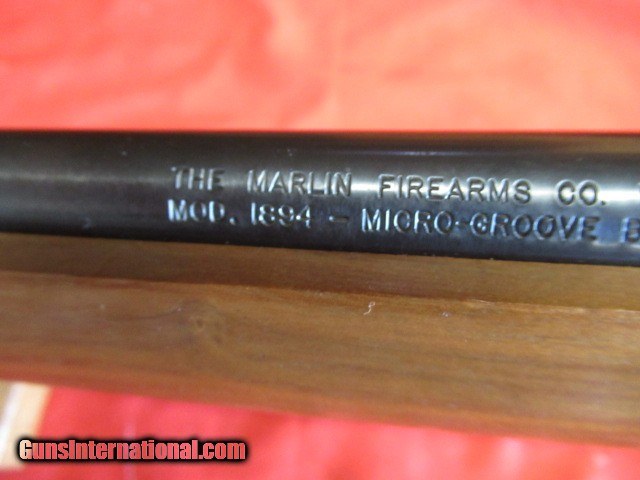 THE MARLIN FIREARMS CO.
MOD. 1894 - MICRO-GROOVE B
GunsInternational.com